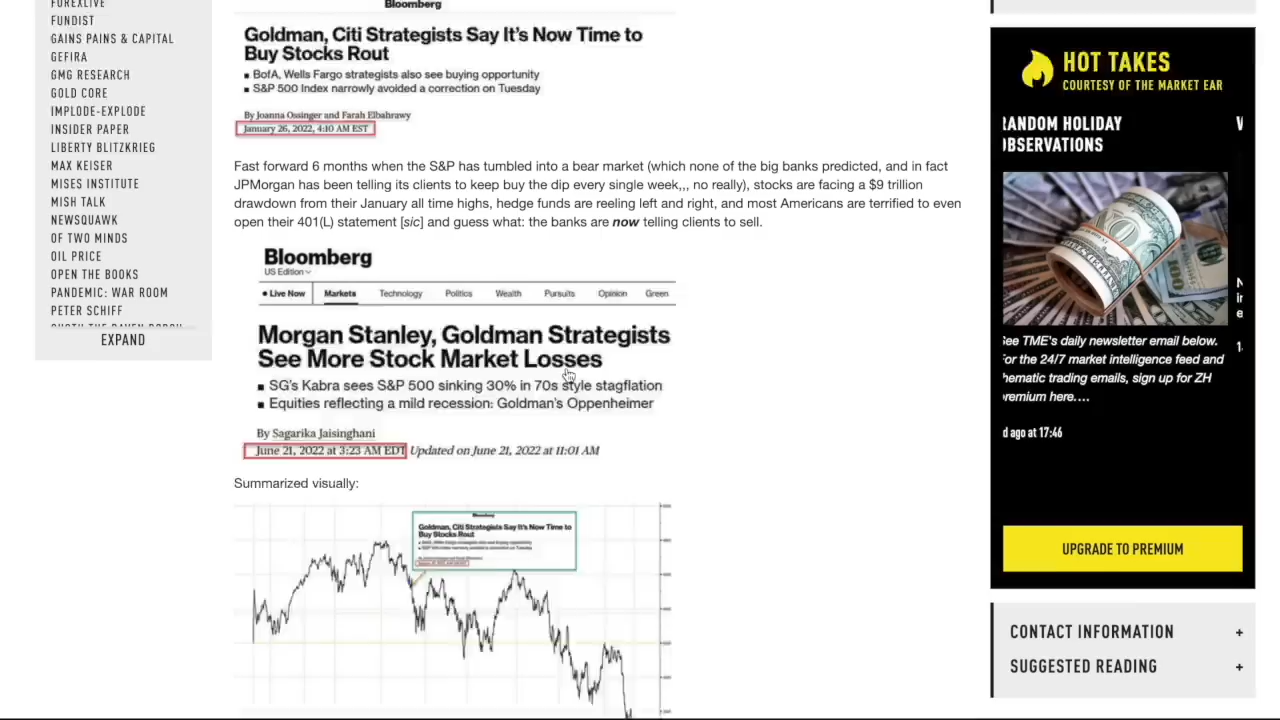 FOREXLIVE
FUNDIST
GAINS PAINS & CAPITAL
GEFIRA
GMG RESEARCH
GOLD CORE
IMPLODE-EXPLODE
INSIDER PAPER
LIBERTY BLITZKRIEG
MAX KEISER
MISES INSTITUTE
MISH TALK
NEWSQUAWK
OF TWO MINDS
OIL PRICE
OPEN THE BOOKS
PANDEMIC: WAR ROOM
PETER SCHIFF
EXPAND
Bloomberg
Goldman, Citi Strategists Say It's Now Time to
Buy Stocks Rout
■ BofA, Wells Fargo strategists also see buying opportunity
■ S&P 500 Index narrowly avoided a correction on Tuesday
By Joanna Ossinger and Farah Elbahrawy
January 26, 2022, 4:10 AM EST
Fast forward 6 months when the S&P has tumbled into a bear market (which none of the big banks predicted, and in fact
JPMorgan has been telling its clients to keep buy the dip every single week,,, no really), stocks are facing a $9 trillion
drawdown from their January all time highs, hedge funds are reeling left and right, and most Americans are terrified to even
open their 401(L) statement [sic] and guess what: the banks are now telling clients to sell.
Bloomberg
US Edition
• Live Now Markets Technology Politics Wealth Pursuits Opinion Green
Morgan Stanley, Goldman Strategists
See More Stock Market Losses
■ SG's Kabra sees S&P 500 sinking 30% in 70s style stagflation
■ Equities reflecting a mild recession: Goldman's Oppenheimer
By Sagarika Jaisinghani
June 21, 2022 at 3:23 AM EDT Updated on June 21, 2022 at 11:01 AM
Summarized visually:
Bloomberg
Goldman, Citi Strategists Say It's Now Time to
Buy Stocks Rout
HOT TAKES
COURTESY OF THE MARKET EAR
RANDOM HOLIDAY
OBSERVATIONS
See TME's daily newsletter email below.
For the 24/7 market intelligence feed and
thematic trading emails, sign up for ZH
premium here....
d ago at 17:46
UPGRADE TO PREMIUM
CONTACT INFORMATION +
SUGGESTED READING +